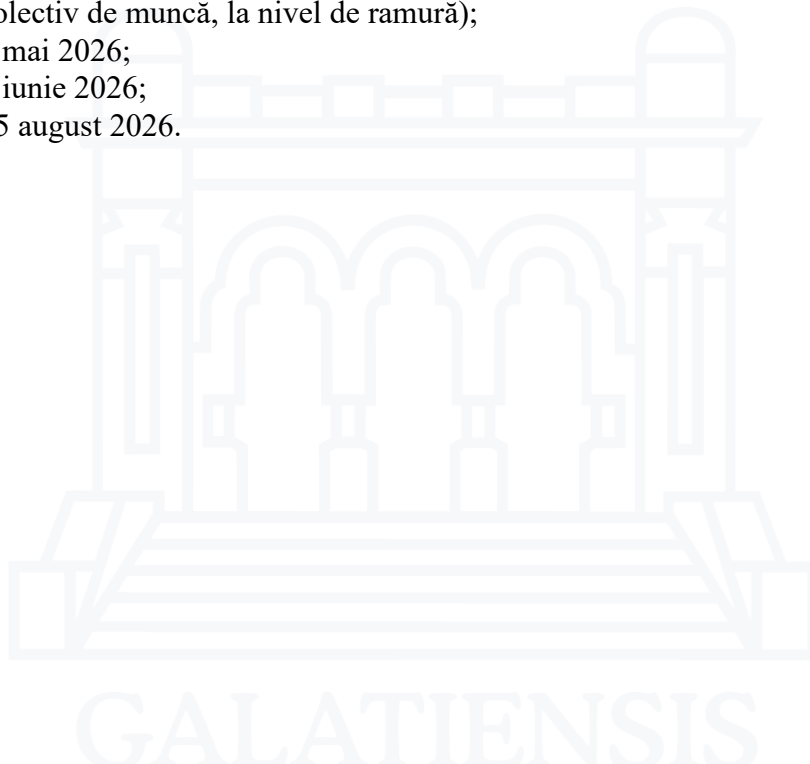 olectiv de muncă, la nivel de ramură);
mai 2026;
iunie 2026;
5 august 2026.
GALATIENSIS